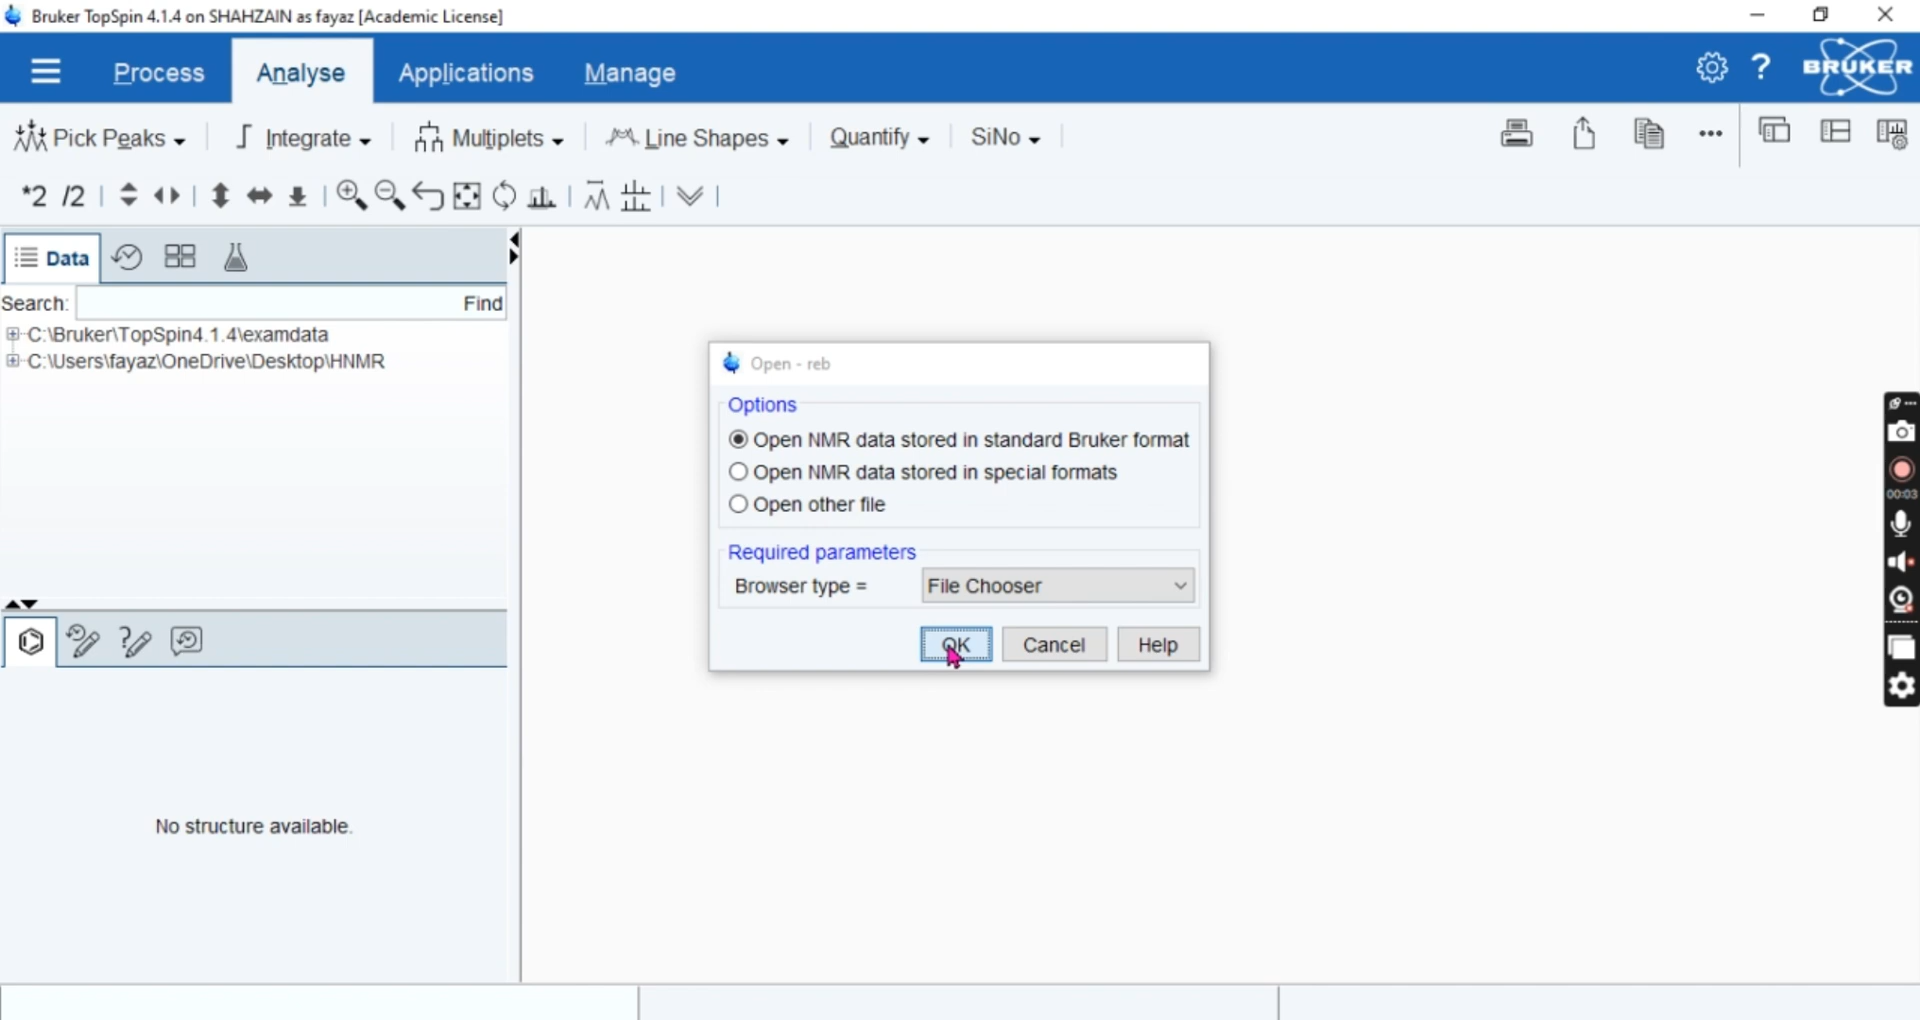 Bruker TopSpin 4.1.4 on SHAHZAIN as fayaz [Academic License]
Process Analyse Applications Manage ? BRUKER
Pick Peaks Integrate Multiplets Line Shapes Quantify SiNo
*2 /2
Data
Search: Find
C:\Bruker\TopSpin4.1.4\examdata
C:\Users\fayaz\OneDrive\Desktop\HNMR
Open - reb
Options
Open NMR data stored in standard Bruker format
Open NMR data stored in special formats
Open other file
Required parameters
Browser type = File Chooser
OK Cancel Help
00:03
No structure available.